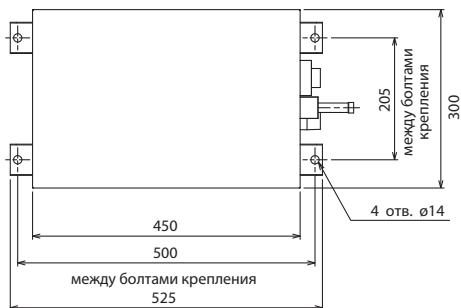 205
между болтами
крепления
300
4 отв. ø14
450
500
между болтами крепления
525